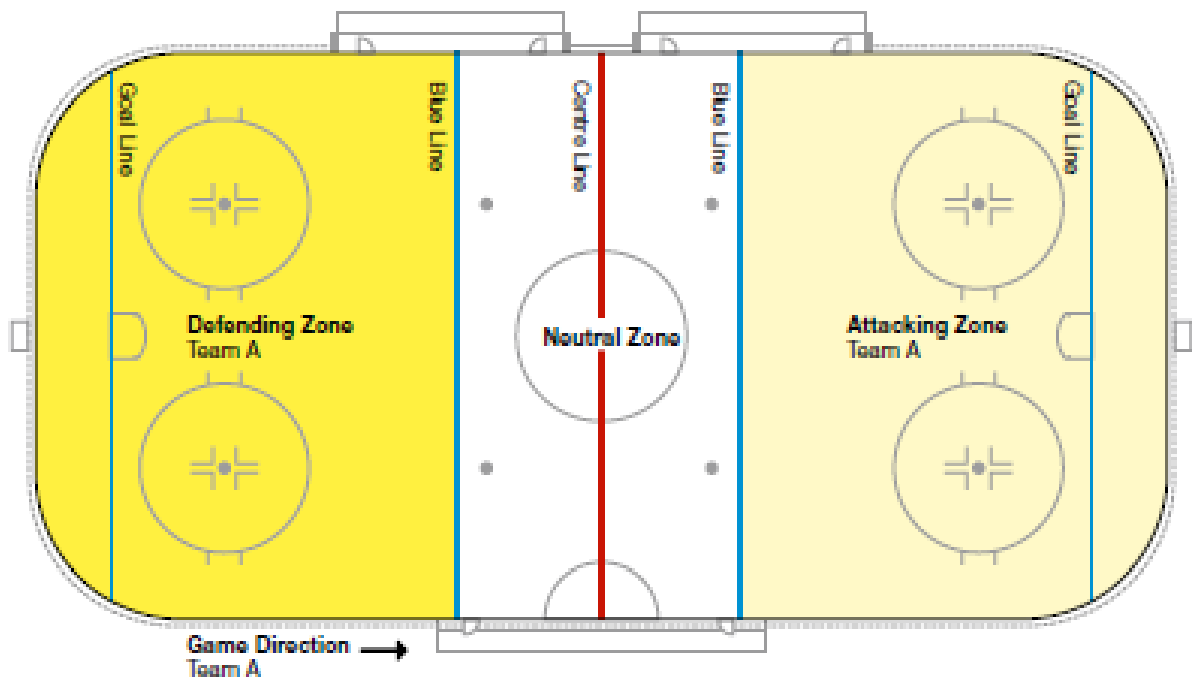 Goal Line
Blue Line
Centre Line
Blue Line
Goal Line
Defending Zone
Team A
Neutral Zone
Attacking Zone
Team A
Game Direction
Team A